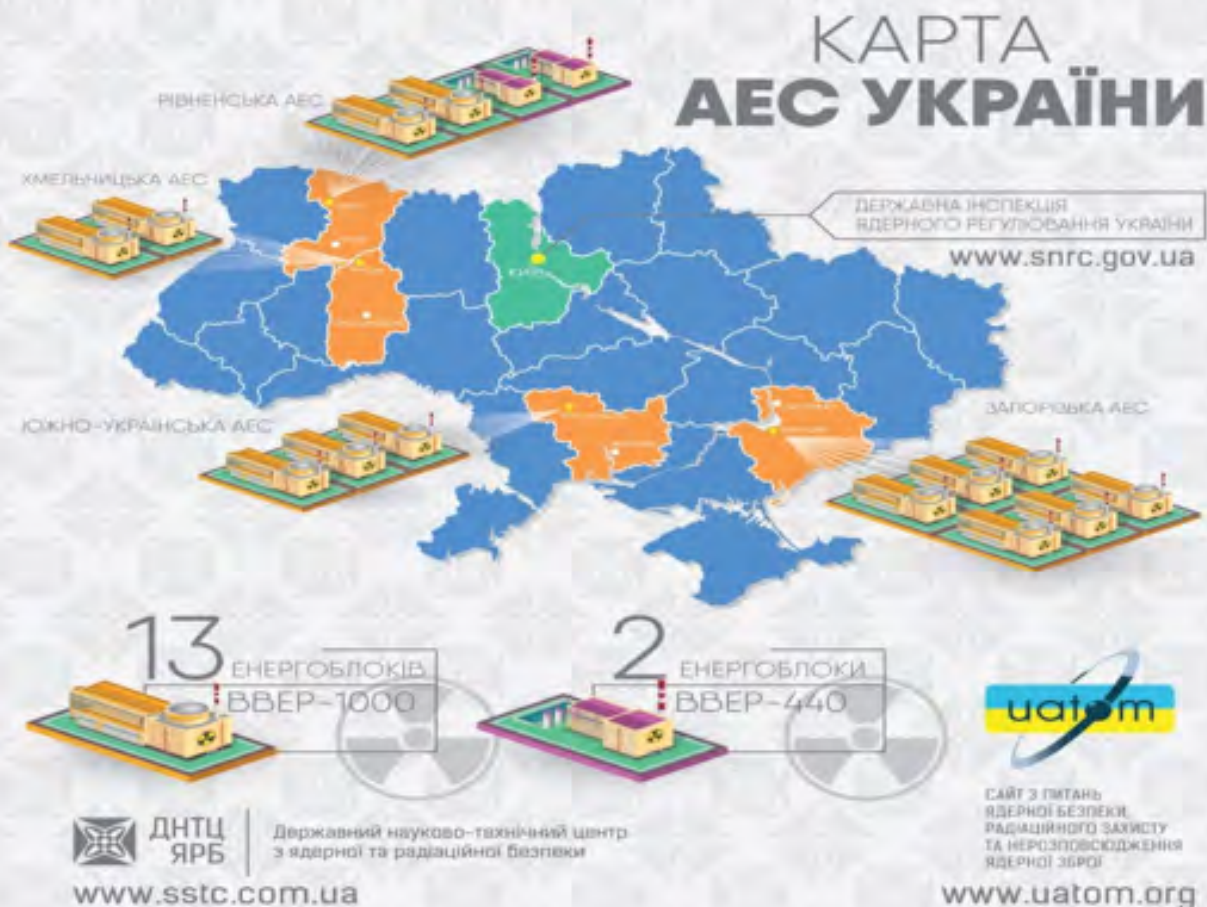 КАРТА
АЕС УКРАЇНИ
РІВНЕНСЬКА АЕС
ХМЕЛЬНИЦЬКА АЕС
ДЕРЖАВНА ІНСПЕКЦІЯ
ЯДЕРНОГО РЕГУЛЮВАННЯ УКРАЇНИ
www.snrc.gov.ua
КИЇВ
ЮЖНО-УКРАЇНСЬКА АЕС
ЗАПОРІЗЬКА АЕС
13 ЕНЕРГОБЛОКІВ
ВВЕР-1000
2 ЕНЕРГОБЛОКИ
ВВЕР-440
uatom
САЙТ З ПИТАНЬ
ЯДЕРНОЇ БЕЗПЕКИ,
РАДІАЦІЙНОГО ЗАХИСТУ
ТА НЕРОЗПОВСЮДЖЕННЯ
ЯДЕРНОЇ ЗБРОЇ
www.uatom.org
ДНТЦ
ЯРБ
Державний науково-технічний центр
з ядерної та радіаційної безпеки
www.sstc.com.ua